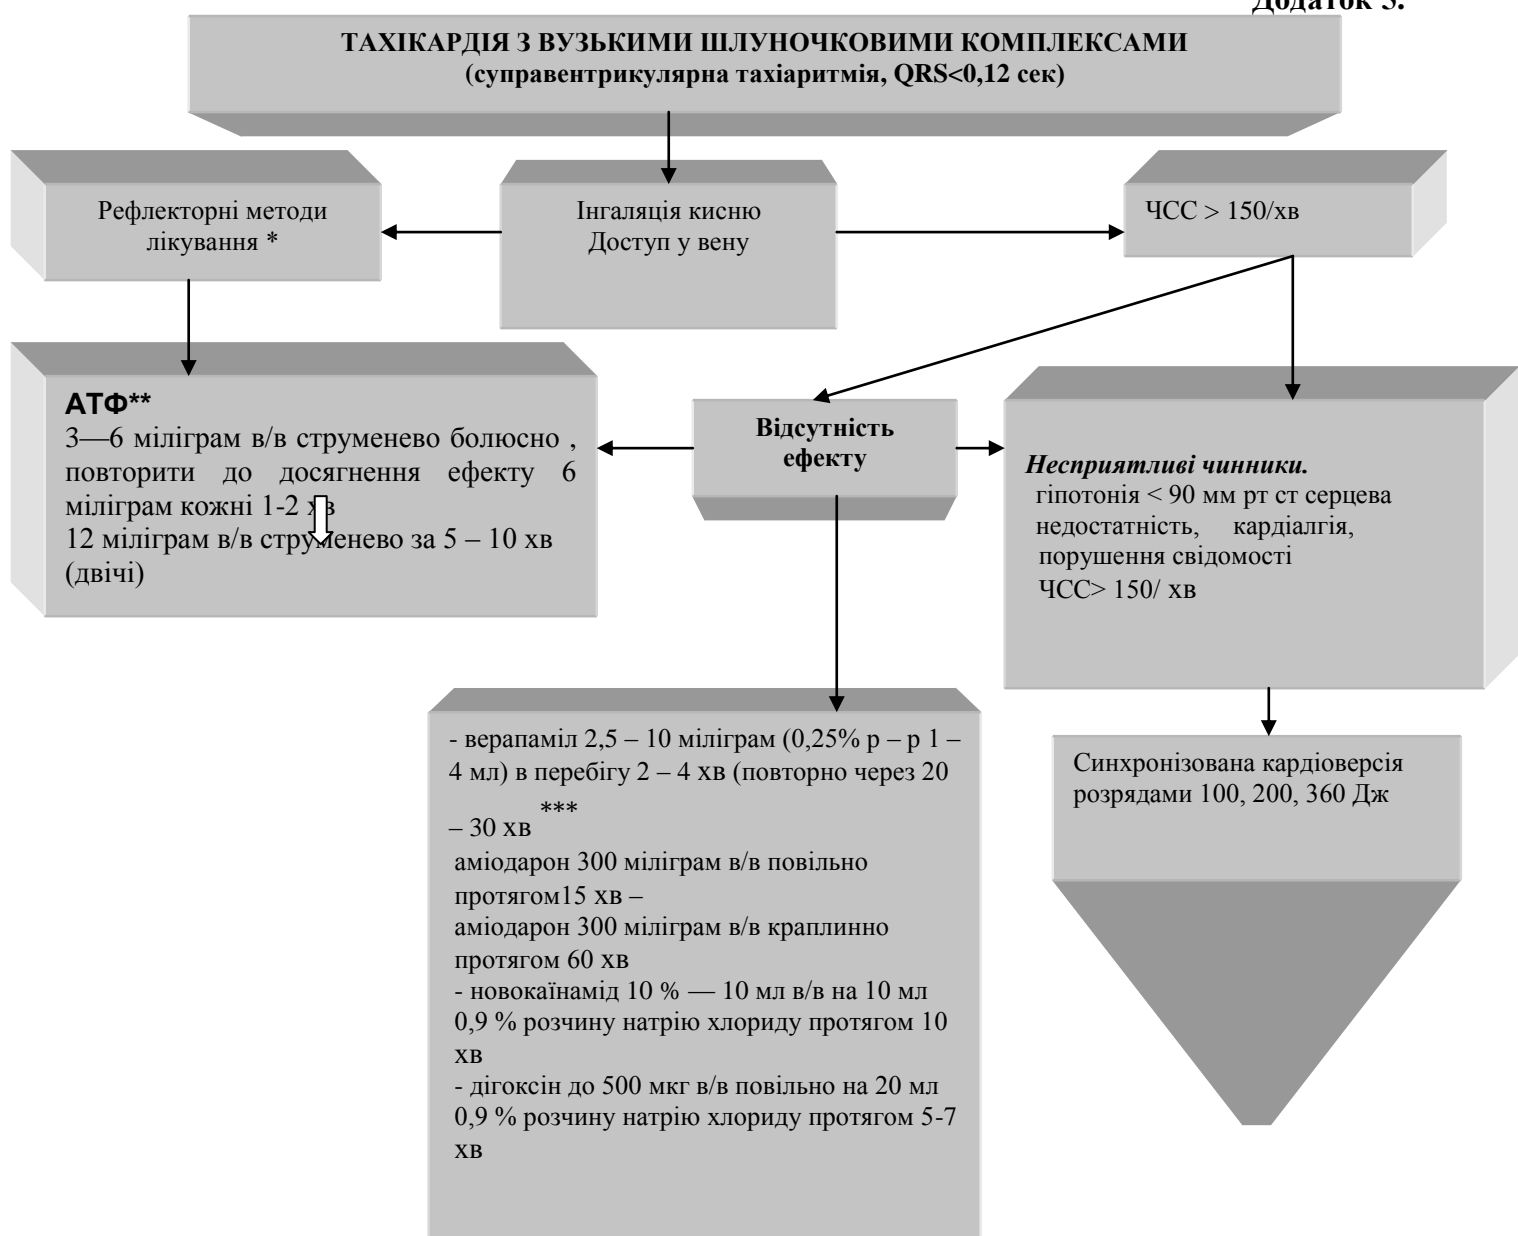 Додаток 3.
ТАХІКАРДІЯ З ВУЗЬКИМИ ШЛУНОЧКОВИМИ КОМПЛЕКСАМИ
(суправентрикулярна тахіаритмія, QRS<0,12 сек)
Рефлекторні методи
лікування *
Інгаляція кисню
Доступ у вену
ЧСС > 150/хв
АТФ**
3—6 міліграм в/в струменево болюсно ,
повторити до досягнення ефекту 6
міліграм кожні 1-2 хв
12 міліграм в/в струменево за 5 – 10 хв
(двічі)
Відсутність
ефекту
Несприятливі чинники.
гіпотонія < 90 мм рт ст серцева
недостатність, кардіалгія,
порушення свідомості
ЧСС> 150/ хв
- верапаміл 2,5 – 10 міліграм (0,25% р – р 1 –
4 мл) в перебігу 2 – 4 хв (повторно через 20
– 30 хв ***
аміодарон 300 міліграм в/в повільно
протягом15 хв –
аміодарон 300 міліграм в/в краплинно
протягом 60 хв
- новокаїнамід 10 % — 10 мл в/в на 10 мл
0,9 % розчину натрію хлориду протягом 10
хв
- дігоксін до 500 мкг в/в повільно на 20 мл
0,9 % розчину натрію хлориду протягом 5-7
хв
Синхронізована кардіоверсія
розрядами 100, 200, 360 Дж